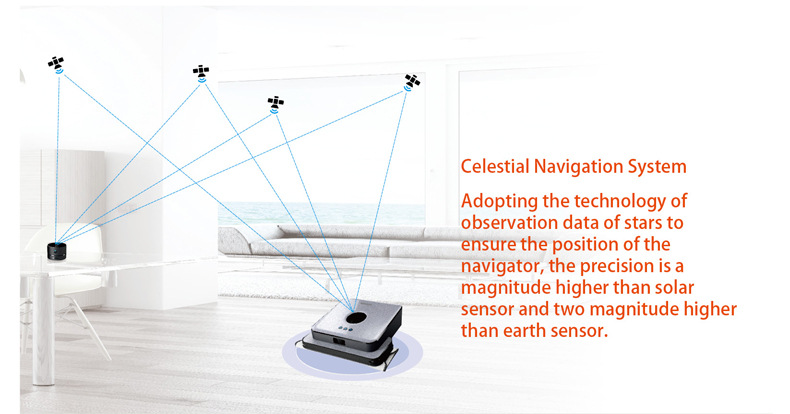 Celestial Navigation System
Adopting the technology of
observation data of stars to
ensure the position of the
navigator, the precision is a
magnitude higher than solar
sensor and two magnitude higher
than earth sensor.